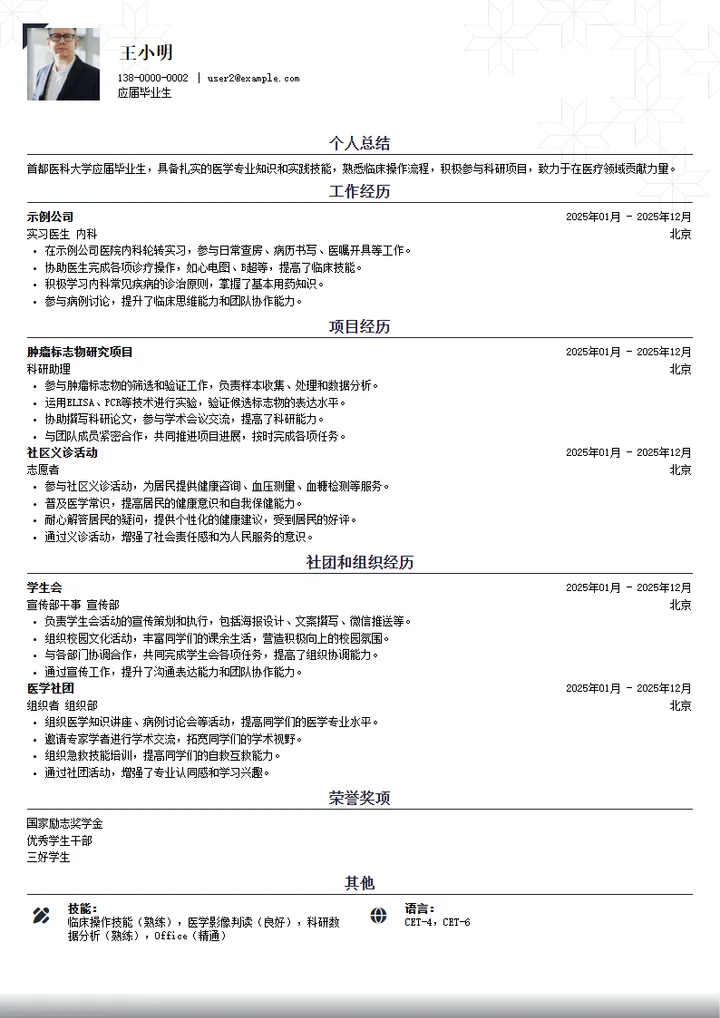 王小明
138-0000-0002 | user2@example.com
应届毕业生
个人总结
首都医科大学应届毕业生，具备扎实的医学专业知识和实践技能，熟悉临床操作流程，积极参与科研项目，致力于在医疗领域贡献力量。
工作经历
示例公司 2025年01月 - 2025年12月
实习医生 内科 北京
• 在示例公司医院内科轮转实习，参与日常查房、病历书写、医嘱开具等工作。
• 协助医生完成各项诊疗操作，如心电图、B超等，提高了临床技能。
• 积极学习内科常见疾病的诊治原则，掌握了基本用药知识。
• 参与病例讨论，提升了临床思维能力和团队协作能力。
项目经历
肿瘤标志物研究项目 2025年01月 - 2025年12月
科研助理 北京
• 参与肿瘤标志物的筛选和验证工作，负责样本收集、处理和数据分析。
• 运用ELISA、PCR等技术进行实验，验证候选标志物的表达水平。
• 协助撰写科研论文，参与学术会议交流，提高了科研能力。
• 与团队成员紧密合作，共同推进项目进展，按时完成各项任务。
社区义诊活动 2025年01月 - 2025年12月
志愿者 北京
• 参与社区义诊活动，为居民提供健康咨询、血压测量、血糖检测等服务。
• 普及医学常识，提高居民的健康意识和自我保健能力。
• 耐心解答居民的疑问，提供个性化的健康建议，受到居民的好评。
• 通过义诊活动，增强了社会责任感和为人民服务的意识。
社团和组织经历
学生会 2025年01月 - 2025年12月
宣传部干事 宣传部 北京
• 负责学生会活动的宣传策划和执行，包括海报设计、文案撰写、微信推送等。
• 组织校园文化活动，丰富同学们的课余生活，营造积极向上的校园氛围。
• 与各部门协调合作，共同完成学生会各项任务，提高了组织协调能力。
• 通过宣传工作，提升了沟通表达能力和团队协作能力。
医学社团 2025年01月 - 2025年12月
组织者 组织部 北京
• 组织医学知识讲座、病例讨论会等活动，提高同学们的医学专业水平。
• 邀请专家学者进行学术交流，拓宽同学们的学术视野。
• 组织急救技能培训，提高同学们的自救互救能力。
• 通过社团活动，增强了专业认同感和学习兴趣。
荣誉奖项
国家励志奖学金
优秀学生干部
三好学生
其他
技能：
临床操作技能（熟练），医学影像判读（良好），科研数
据分析（熟练），Office（精通）
语言：
CET-4，CET-6